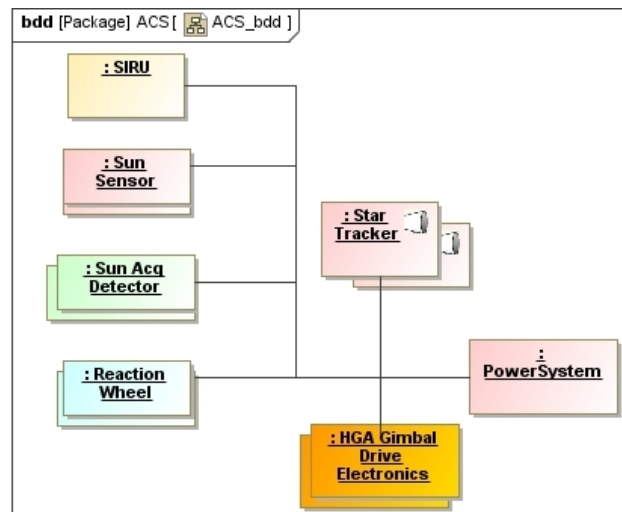 bdd [Package] ACS [ ACS_bdd ]
: SIRU
: Sun
Sensor
: Star
Tracker
: Sun Acq
Detector
:
PowerSystem
: Reaction
Wheel
: HGA Gimbal
Drive
Electronics